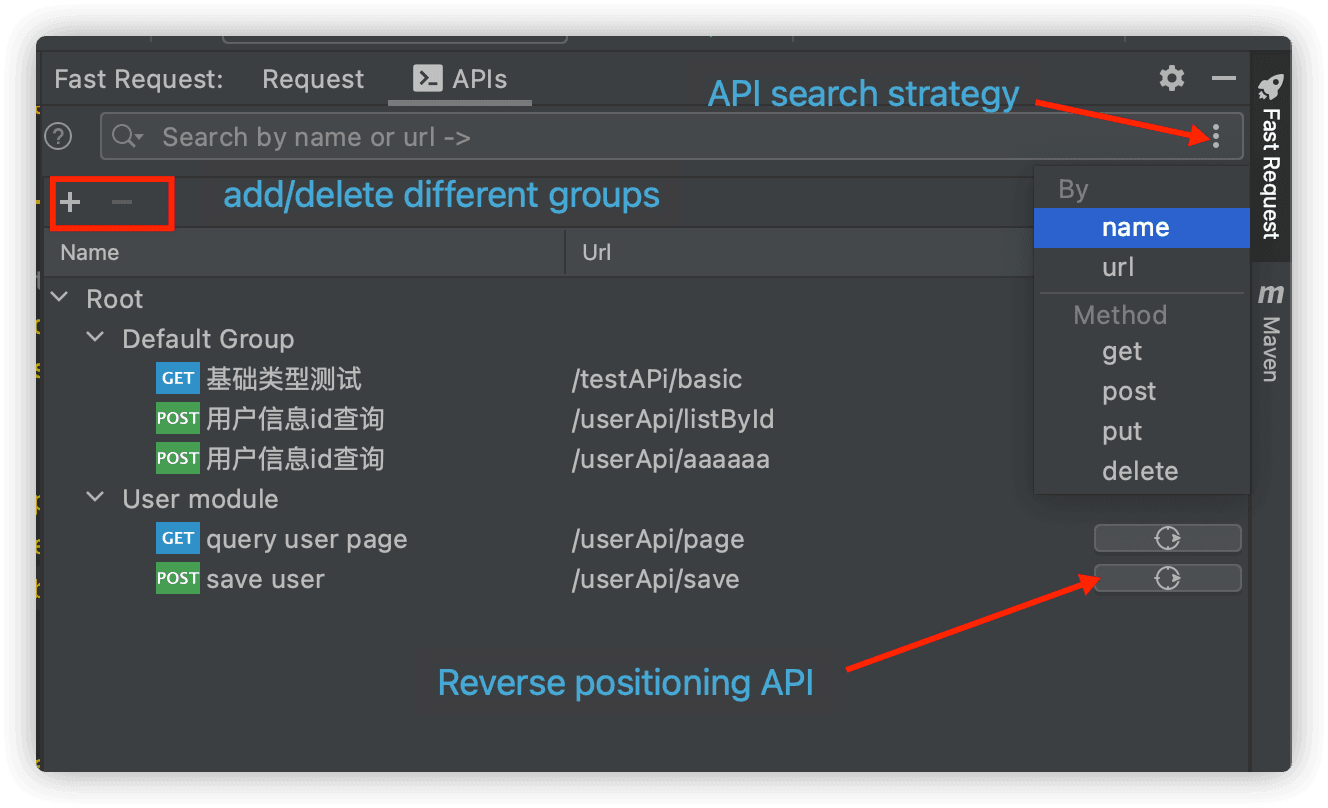 Fast Request: Request APIs
API search strategy
Search by name or url ->
add/delete different groups
Name Url
Root
Default Group
GET 基础类型测试 /testAPi/basic
POST 用户信息id查询 /userApi/listById
POST 用户信息id查询 /userApi/aaaaaa
User module
GET query user page /userApi/page
POST save user /userApi/save
Reverse positioning API
By
name
url
Method
get
post
put
delete
Fast Request
m Maven